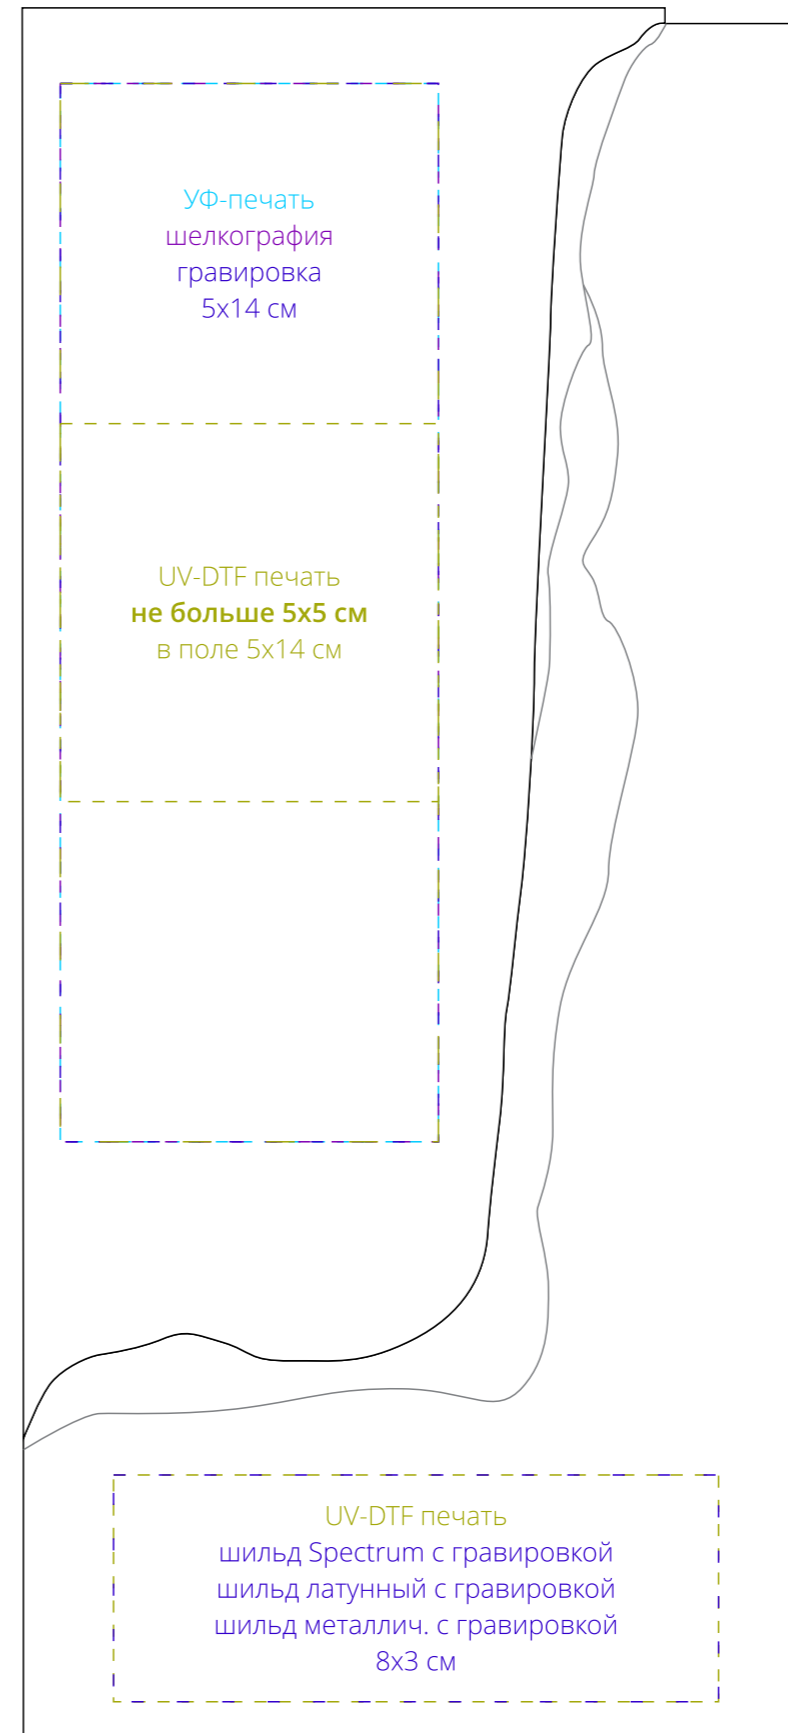 УФ-печать
шелкография
гравировка
5х14 см
UV-DTF печать
не больше 5х5 см
в поле 5х14 см
UV-DTF печать
шильд Spectrum с гравировкой
шильд латунный с гравировкой
шильд металлич. с гравировкой
8х3 см